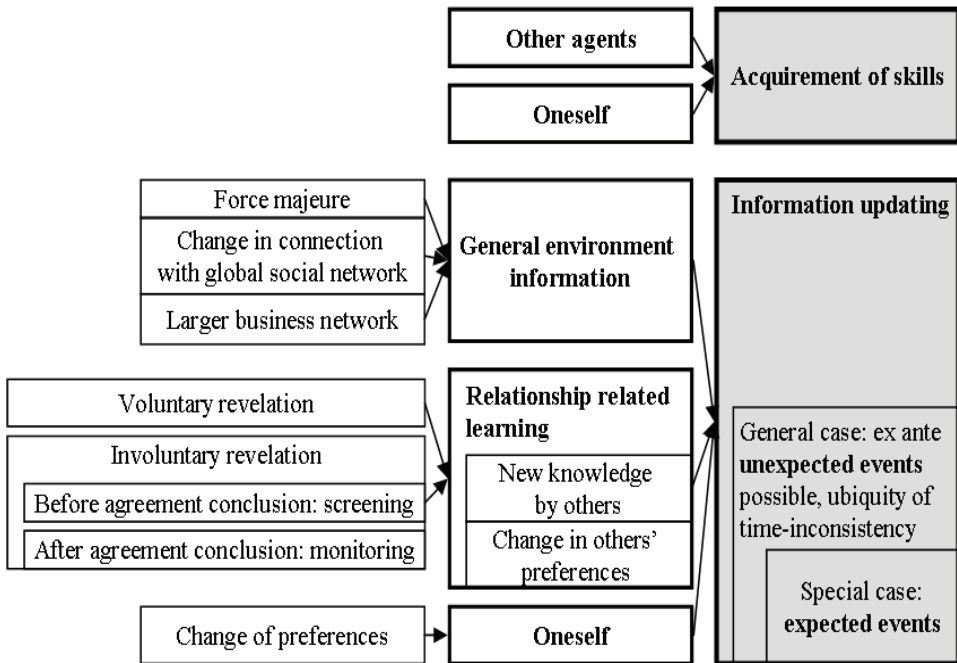 Other agents
Oneself
Acquirement of skills
Force majeure
Change in connection
with global social network
Larger business network
General environment
information
Information updating
Voluntary revelation
Involuntary revelation
Before agreement conclusion: screening
After agreement conclusion: monitoring
Relationship related
learning
New knowledge
by others
Change in others’
preferences
General case: ex ante
unexpected events
possible, ubiquity of
time-inconsistency
Special case:
expected events
Change of preferences
Oneself